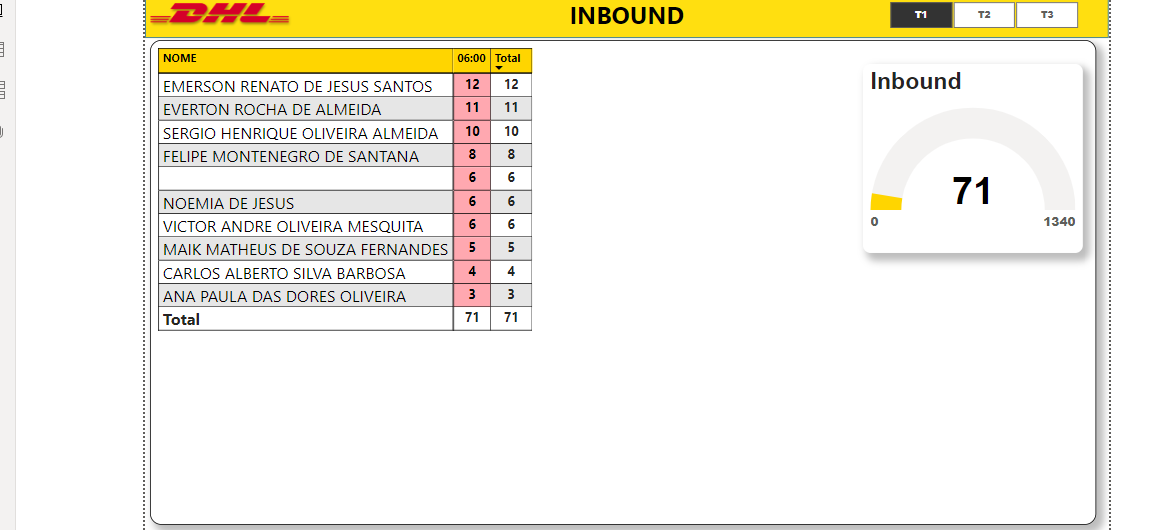 DHL
INBOUND
T1 T2 T3
NOME 06:00 Total
EMERSON RENATO DE JESUS SANTOS 12 12
EVERTON ROCHA DE ALMEIDA 11 11
SERGIO HENRIQUE OLIVEIRA ALMEIDA 10 10
FELIPE MONTENEGRO DE SANTANA 8 8
6 6
NOEMIA DE JESUS 6 6
VICTOR ANDRE OLIVEIRA MESQUITA 6 6
MAIK MATHEUS DE SOUZA FERNANDES 5 5
CARLOS ALBERTO SILVA BARBOSA 4 4
ANA PAULA DAS DORES OLIVEIRA 3 3
Total 71 71
Inbound
71
0 1340